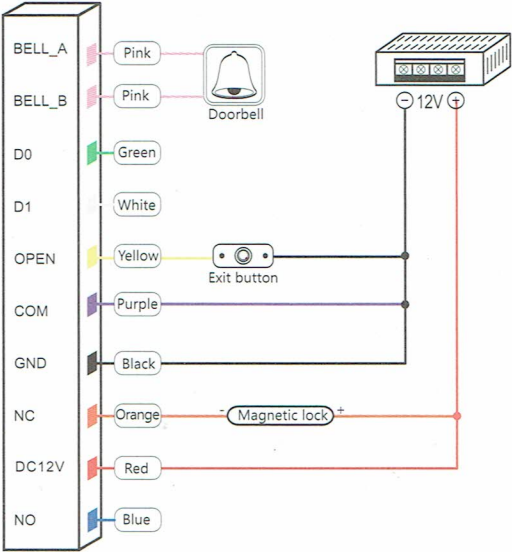 BELL_A Pink
BELL_B Pink
Doorbell
− 12V +
D0 Green
D1 White
OPEN Yellow
Exit button
COM Purple
GND Black
NC Orange - Magnetic lock +
DC12V Red
NO Blue